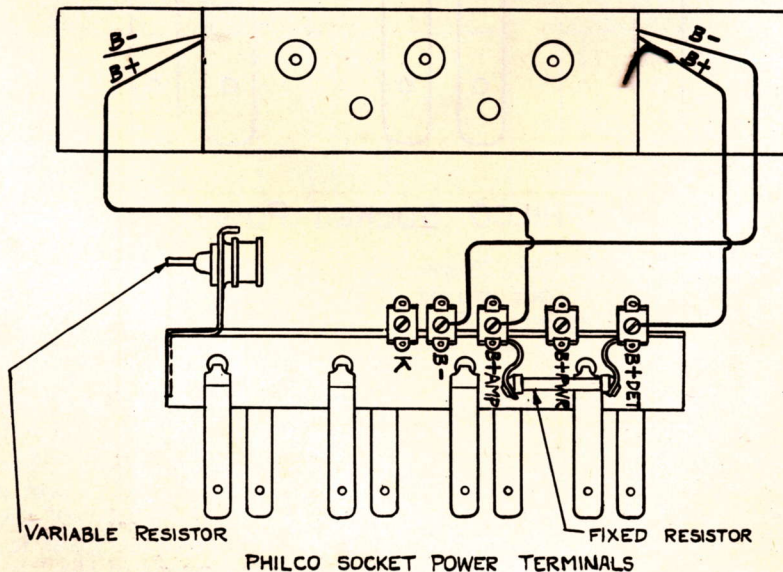 B-
B+
B-
B+
K
B-
B+AMP
B+PWR
B+DET
VARIABLE RESISTOR
FIXED RESISTOR
PHILCO SOCKET POWER TERMINALS